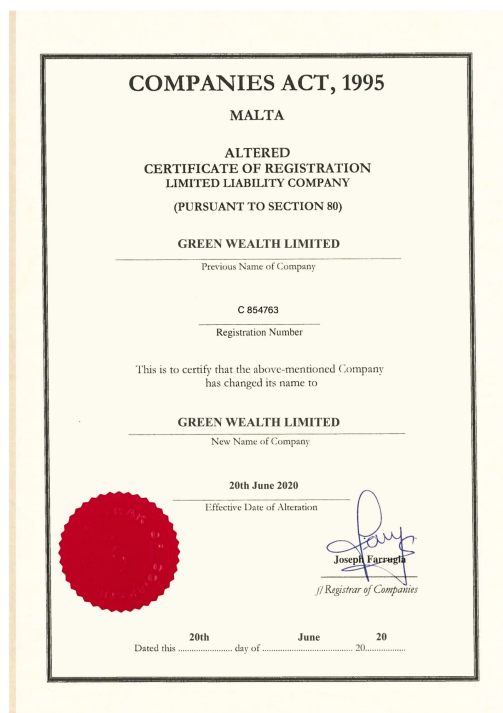 COMPANIES ACT, 1995
MALTA
ALTERED
CERTIFICATE OF REGISTRATION
LIMITED LIABILITY COMPANY
(PURSUANT TO SECTION 80)
GREEN WEALTH LIMITED
Previous Name of Company
C 854763
Registration Number
This is to certify that the above-mentioned Company
has changed its name to
GREEN WEALTH LIMITED
New Name of Company
20th June 2020
Effective Date of Alteration
Joseph Farrugia
f/ Registrar of Companies
Dated this ....... 20th ....... day of ....... June ....... 20 20 .......